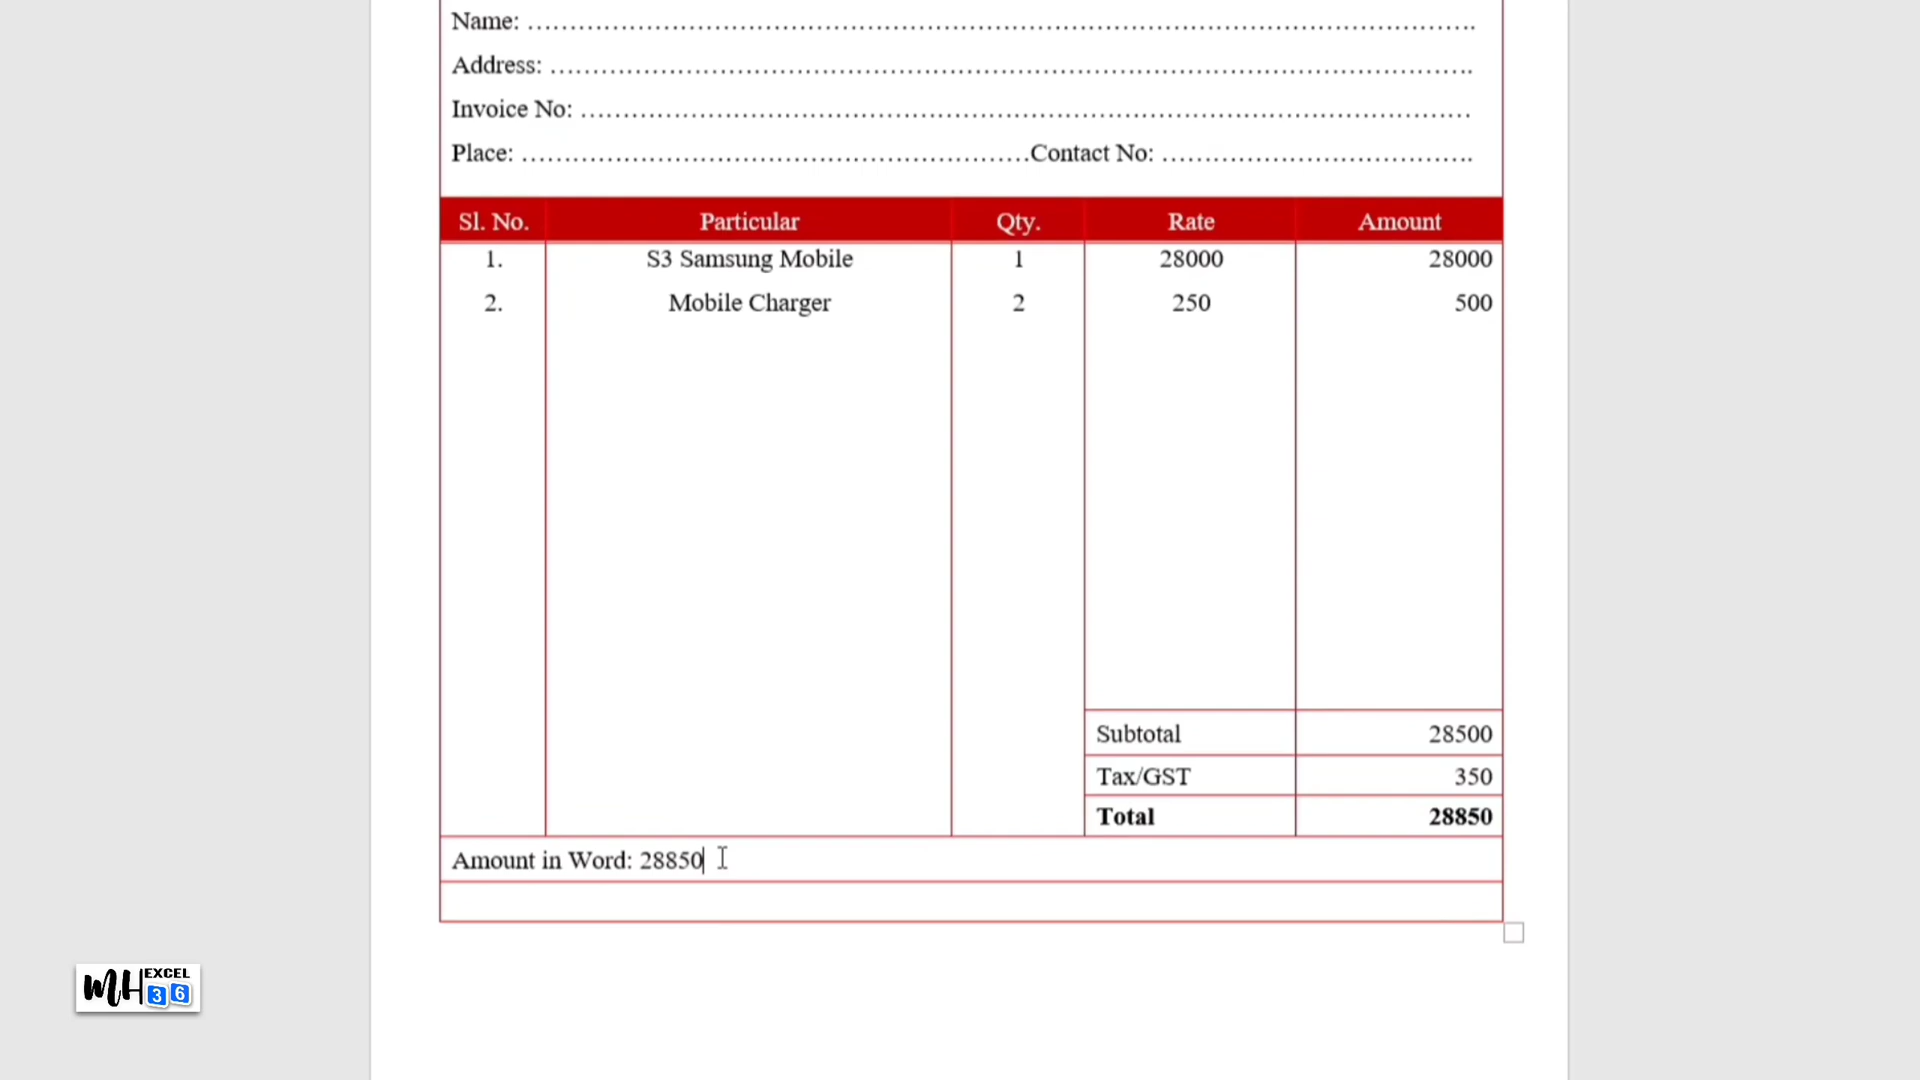 Name: ........................................................................................................................
Address: .....................................................................................................................
Invoice No: .................................................................................................................
Place: .................................................................Contact No: .......................................
Sl. No. Particular Qty. Rate Amount
1. S3 Samsung Mobile 1 28000 28000
2. Mobile Charger 2 250 500
Subtotal 28500
Tax/GST 350
Total 28850
Amount in Word: 28850
MH EXCEL 36